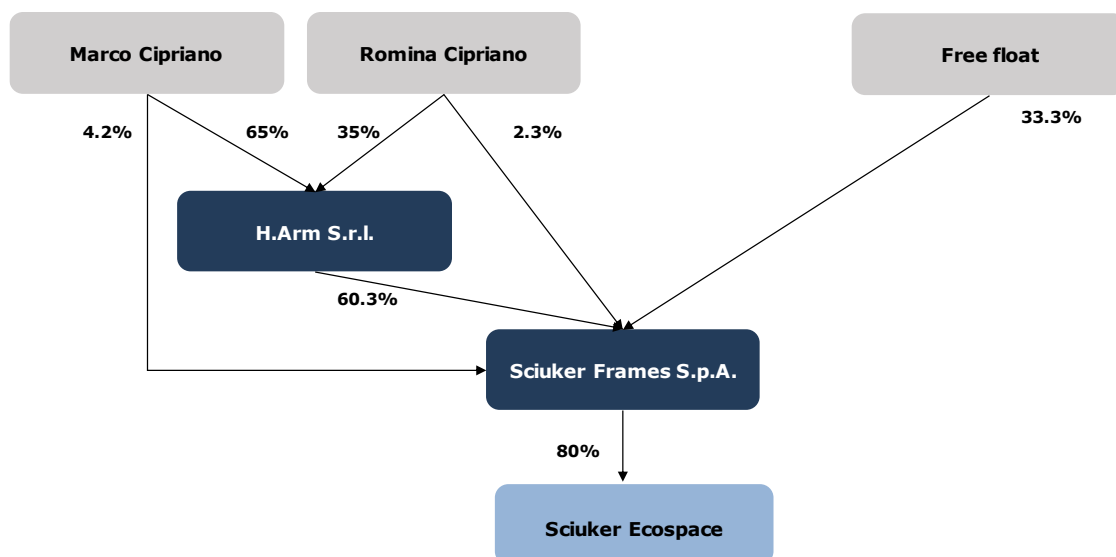 Marco Cipriano
Romina Cipriano
Free float
4.2%
65%
35%
2.3%
33.3%
H.Arm S.r.l.
60.3%
Sciuker Frames S.p.A.
80%
Sciuker Ecospace